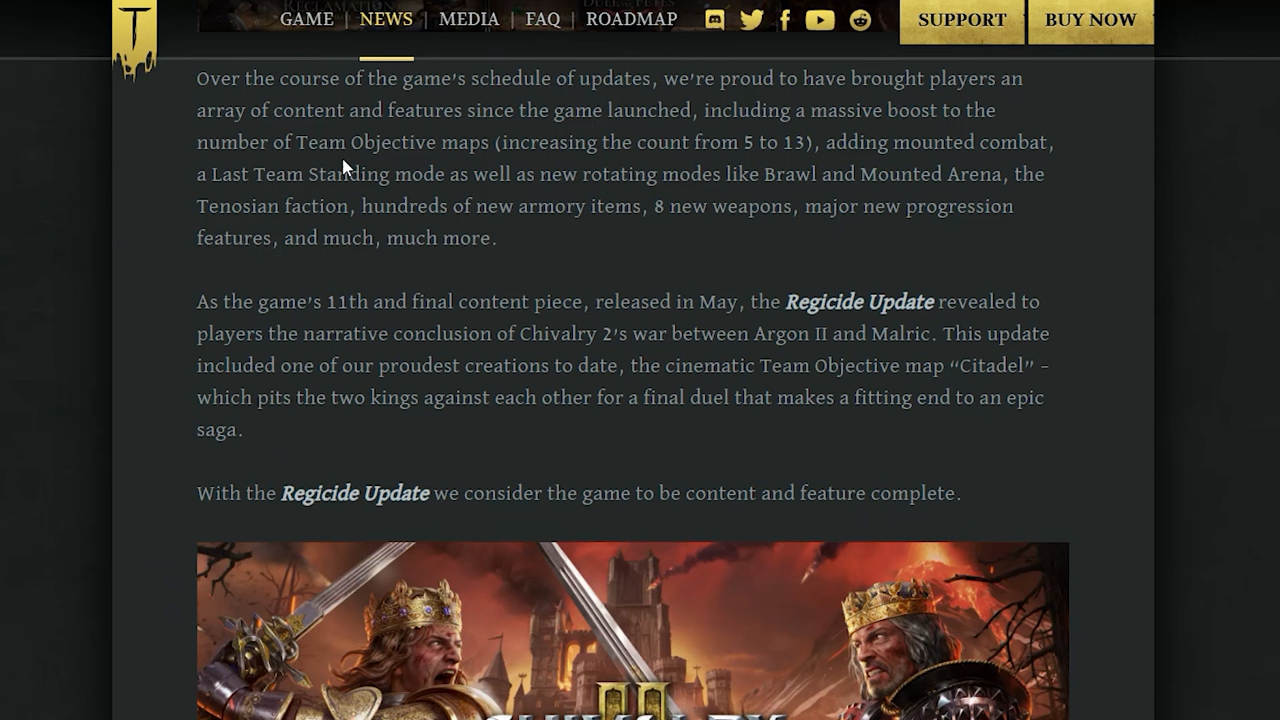 GAME | NEWS | MEDIA | FAQ | ROADMAP SUPPORT BUY NOW
Over the course of the game's schedule of updates, we're proud to have brought players an
array of content and features since the game launched, including a massive boost to the
number of Team Objective maps (increasing the count from 5 to 13), adding mounted combat,
a Last Team Standing mode as well as new rotating modes like Brawl and Mounted Arena, the
Tenosian faction, hundreds of new armory items, 8 new weapons, major new progression
features, and much, much more.
As the game's 11th and final content piece, released in May, the Regicide Update revealed to
players the narrative conclusion of Chivalry 2's war between Argon II and Malric. This update
included one of our proudest creations to date, the cinematic Team Objective map “Citadel” –
which pits the two kings against each other for a final duel that makes a fitting end to an epic
saga.
With the Regicide Update we consider the game to be content and feature complete.
II
CHIVALRY